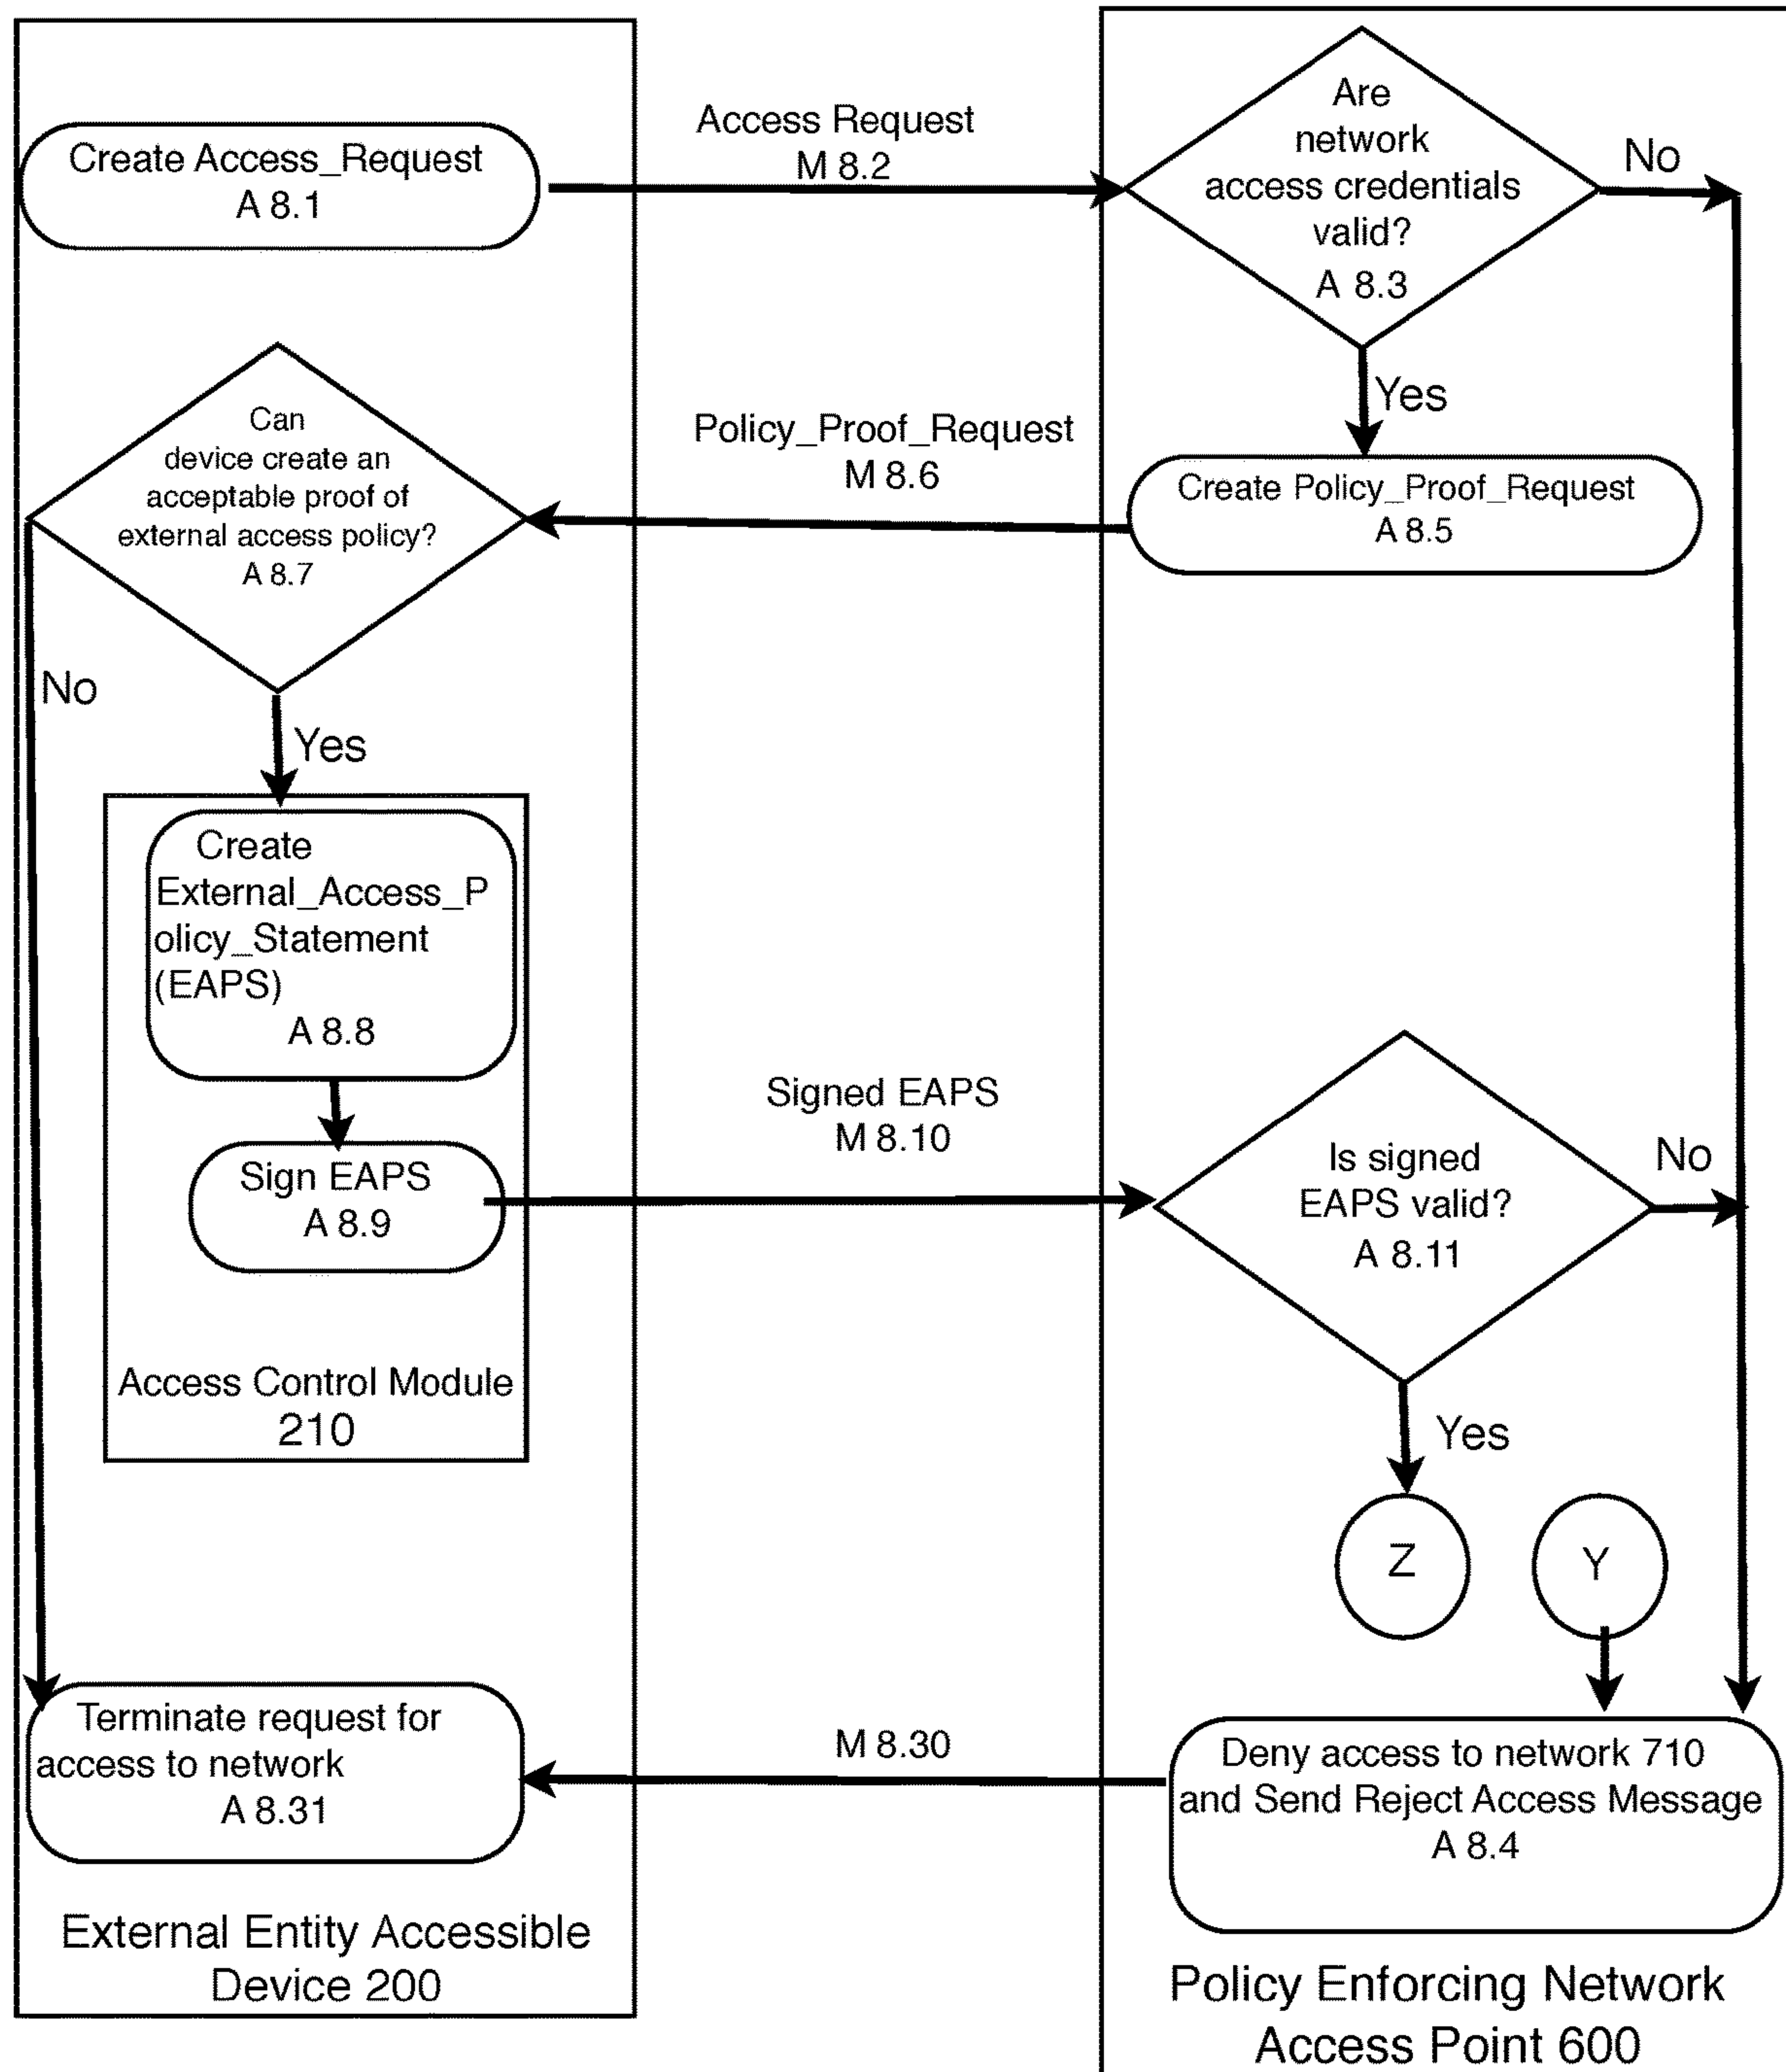 Create Access_Request
A 8.1
Access Request
M 8.2
Are
network
access credentials
valid?
A 8.3
No
Yes
Can
device create an
acceptable proof of
external access policy?
A 8.7
Policy_Proof_Request
M 8.6
Create Policy_Proof_Request
A 8.5
No
Yes
Create
External_Access_P
olicy_Statement
(EAPS)
A 8.8
Sign EAPS
A 8.9
Access Control Module
210
Signed EAPS
M 8.10
Is signed
EAPS valid?
A 8.11
No
Yes
Z
Y
Terminate request for
access to network
A 8.31
M 8.30
Deny access to network 710
and Send Reject Access Message
A 8.4
External Entity Accessible
Device 200
Policy Enforcing Network
Access Point 600